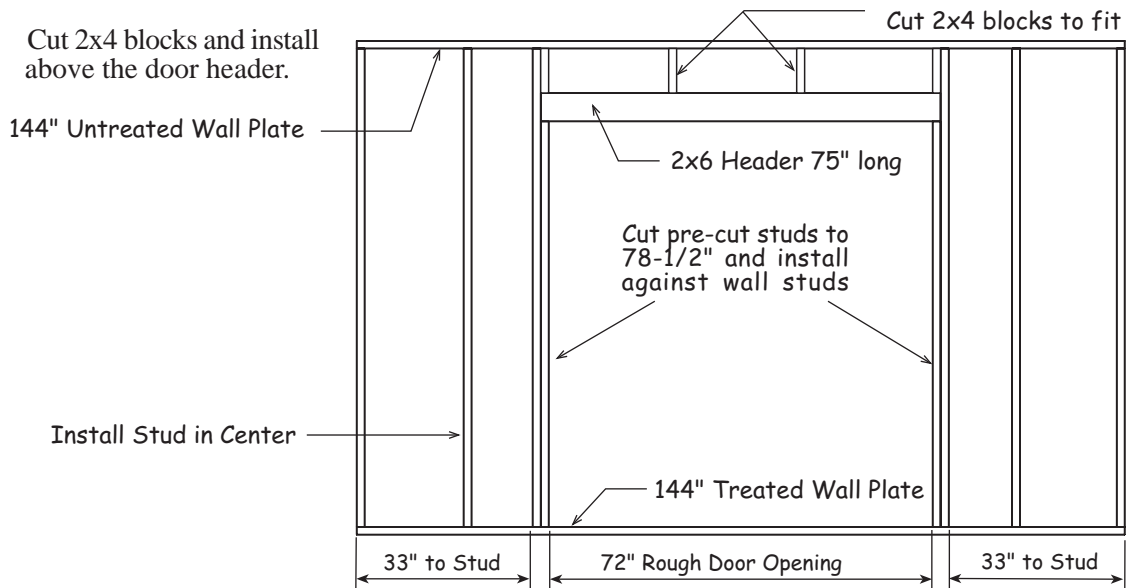 Cut 2x4 blocks to fit
Cut 2x4 blocks and install
above the door header.
144" Untreated Wall Plate
2x6 Header 75" long
Cut pre-cut studs to
78-1/2" and install
against wall studs
Install Stud in Center
144" Treated Wall Plate
33" to Stud
72" Rough Door Opening
33" to Stud